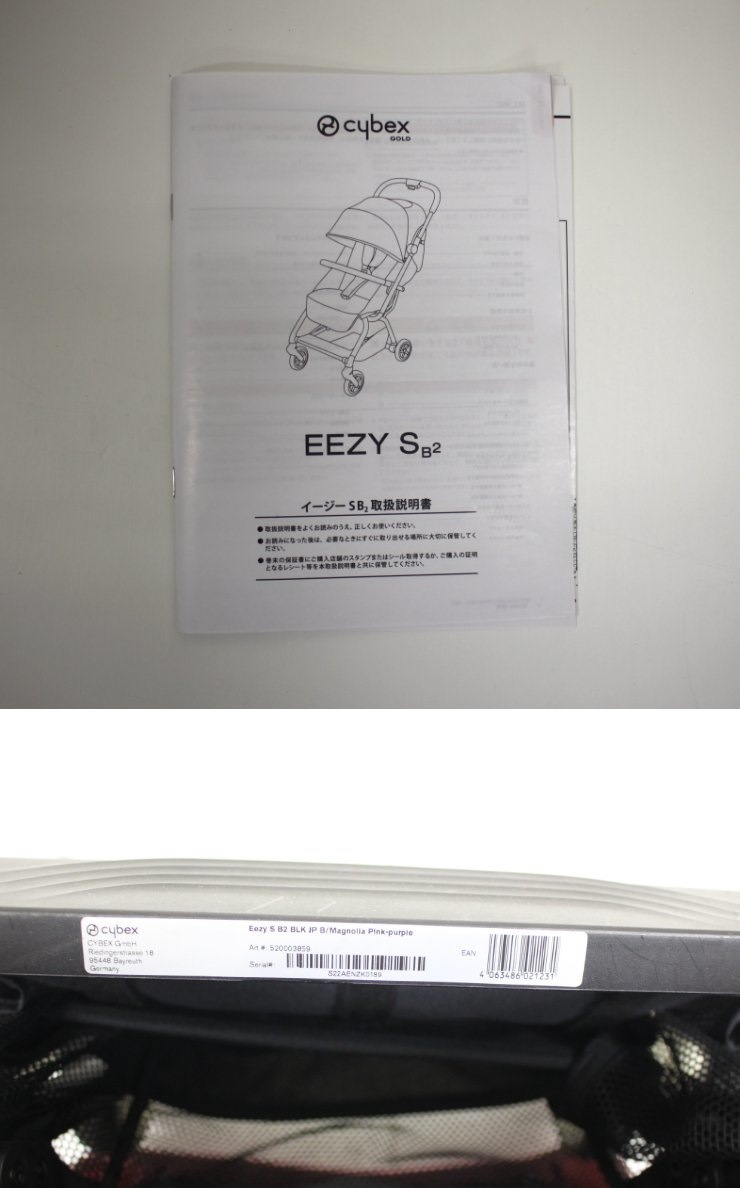 cybex
GOLD
EEZY S B2
イージー S B2 取扱説明書
● 取扱説明書をよくお読みのうえ、正しくお使いください。
● お読みになった後は、必要なときにすぐに取り出せる場所に大切に保管してく
ださい。
● 巻末の保証書にご購入店舗のスタンプまたはシール取得するか、ご購入の証明
となるレシート等を本取扱説明書と共に保管してください。
cybex
CYBEX GmbH
Riedingerstrasse 18
95448 Bayreuth
Germany
Eezy S B2 BLK JP B/Magnolia Pink-purple
Art #: 520003859
Serial#:
S22AENZK0189
EAN:
4 063486 021231